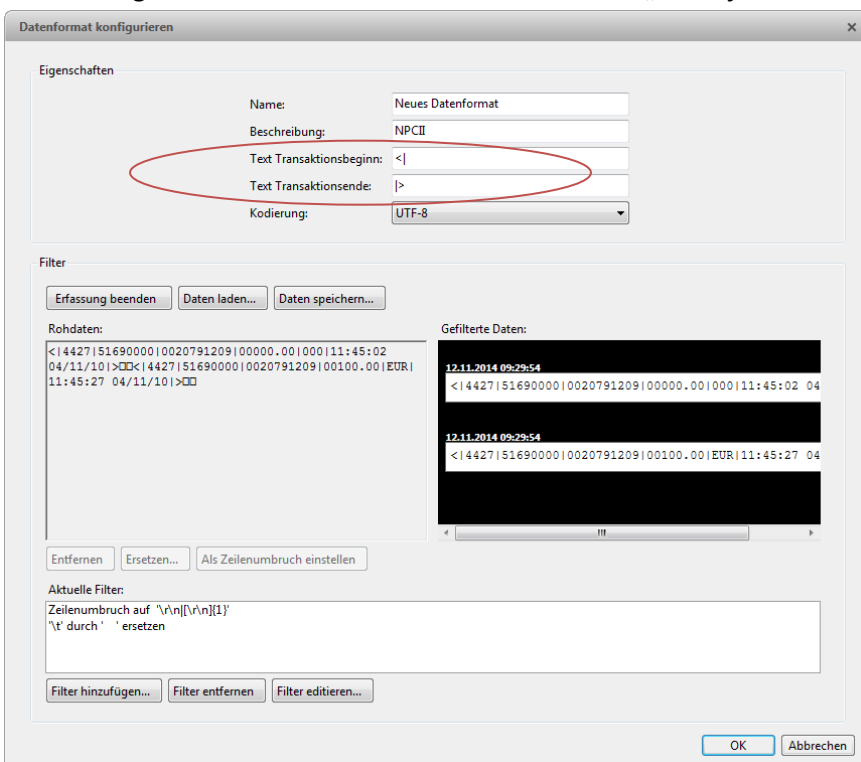 Datenformat konfigurieren
Eigenschaften
Name: Neues Datenformat
Beschreibung: NPCII
Text Transaktionsbeginn: <|
Text Transaktionsende: |>
Kodierung: UTF-8
Filter
Erfassung beenden Daten laden... Daten speichern...
Rohdaten: Gefilterte Daten:
<|4427|51690000|0020791209|00000.00|000|11:45:02
04/11/10|>□□<|4427|51690000|0020791209|00100.00|EUR|
11:45:27 04/11/10|>□□
12.11.2014 09:29:54
<|4427|51690000|0020791209|00000.00|000|11:45:02 04
12.11.2014 09:29:54
<|4427|51690000|0020791209|00100.00|EUR|11:45:27 04
Entfernen Ersetzen... Als Zeilenumbruch einstellen
Aktuelle Filter:
Zeilenumbruch auf '\r\n|[\r\n]{1}'
'\t' durch '    ' ersetzen
Filter hinzufügen... Filter entfernen Filter editieren...
OK Abbrechen